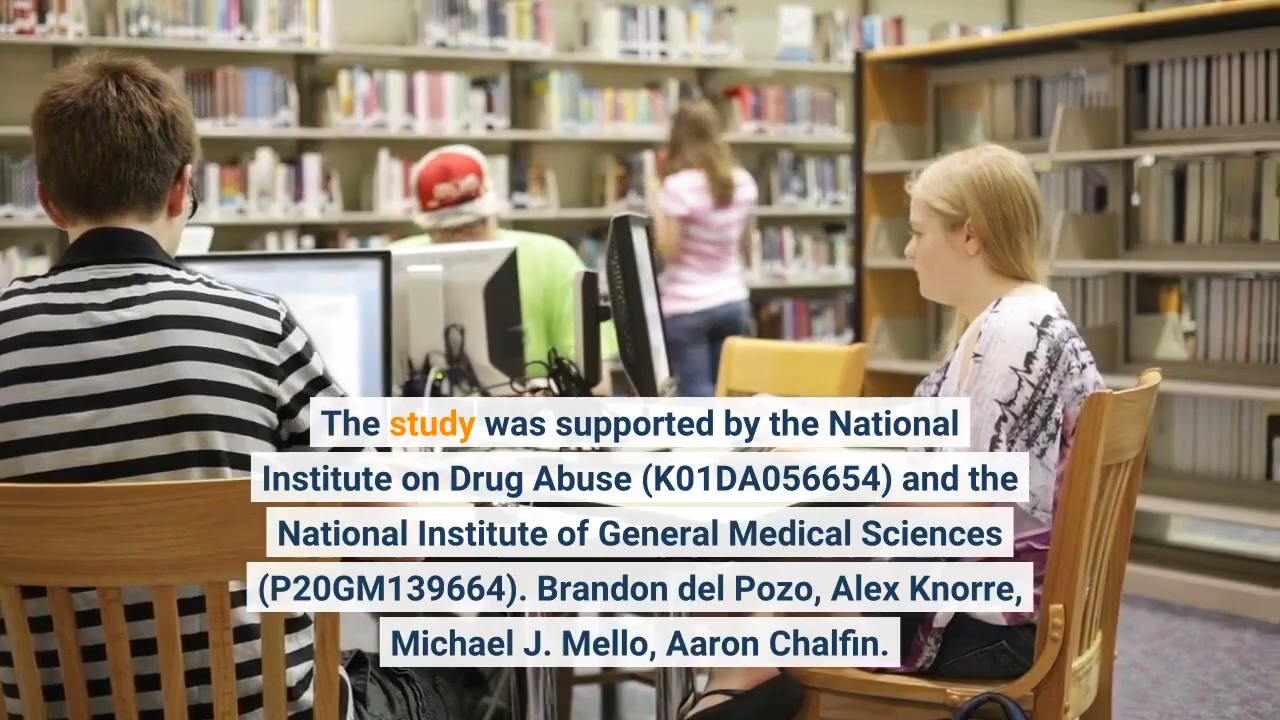 The study was supported by the National
Institute on Drug Abuse (K01DA056654) and the
National Institute of General Medical Sciences
(P20GM139664). Brandon del Pozo, Alex Knorre,
Michael J. Mello, Aaron Chalfin.